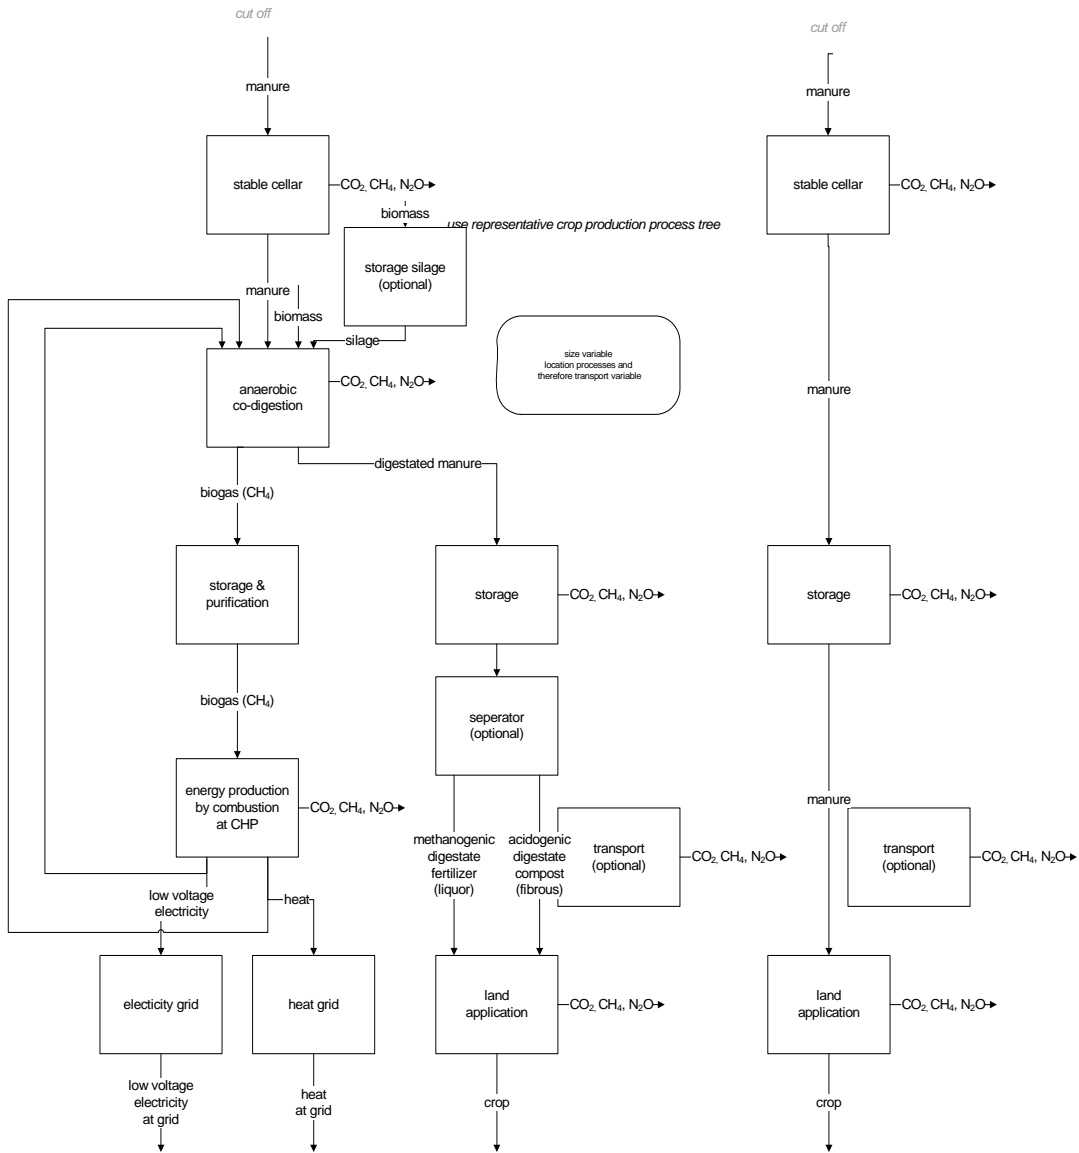 cut off
cut off
manure
manure
stable cellar
CO2, CH4, N2O
stable cellar
CO2, CH4, N2O
biomass
use representative crop production process tree
storage silage
(optional)
manure
biomass
silage
size variable
location processes and
therefore transport variable
anaerobic
co-digestion
CO2, CH4, N2O
manure
digestated manure
biogas (CH4)
storage &
purification
storage
CO2, CH4, N2O
storage
CO2, CH4, N2O
biogas (CH4)
seperator
(optional)
energy production
by combustion
at CHP
CO2, CH4, N2O
manure
methanogenic
digestate
fertilizer
(liquor)
acidogenic
digestate
compost
(fibrous)
transport
(optional)
CO2, CH4, N2O
transport
(optional)
CO2, CH4, N2O
low voltage
electricity
heat
electicity grid
heat grid
land
application
CO2, CH4, N2O
land
application
CO2, CH4, N2O
low voltage
electricity
at grid
heat
at grid
crop
crop